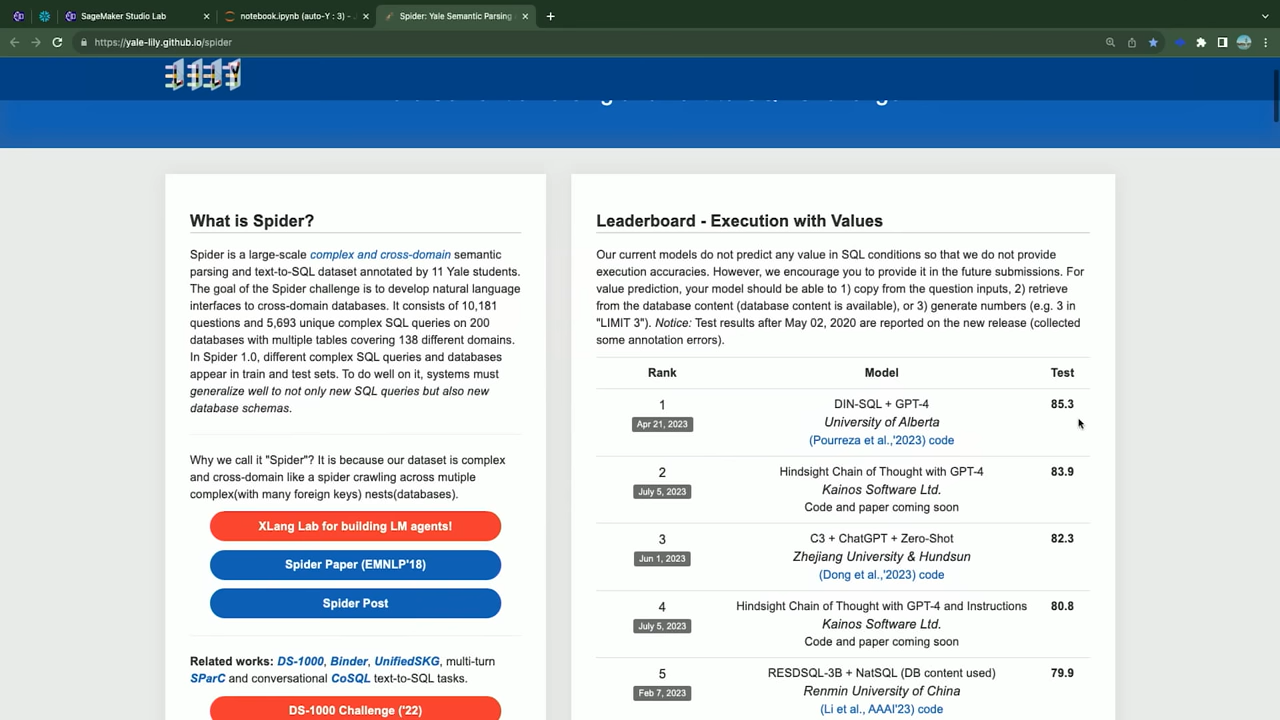 SageMaker Studio Lab
notebook.ipynb (auto-Y : 3) -
Spider: Yale Semantic Parsing
https://yale-lily.github.io/spider
LILY
What is Spider?
Spider is a large-scale complex and cross-domain semantic
parsing and text-to-SQL dataset annotated by 11 Yale students.
The goal of the Spider challenge is to develop natural language
interfaces to cross-domain databases. It consists of 10,181
questions and 5,693 unique complex SQL queries on 200
databases with multiple tables covering 138 different domains.
In Spider 1.0, different complex SQL queries and databases
appear in train and test sets. To do well on it, systems must
generalize well to not only new SQL queries but also new
database schemas.
Why we call it "Spider"? It is because our dataset is complex
and cross-domain like a spider crawling across mutiple
complex(with many foreign keys) nests(databases).
XLang Lab for building LM agents!
Spider Paper (EMNLP'18)
Spider Post
Related works: DS-1000, Binder, UnifiedSKG, multi-turn
SParC and conversational CoSQL text-to-SQL tasks.
DS-1000 Challenge ('22)
Leaderboard - Execution with Values
Our current models do not predict any value in SQL conditions so that we do not provide
execution accuracies. However, we encourage you to provide it in the future submissions. For
value prediction, your model should be able to 1) copy from the question inputs, 2) retrieve
from the database content (database content is available), or 3) generate numbers (e.g. 3 in
"LIMIT 3"). Notice: Test results after May 02, 2020 are reported on the new release (collected
some annotation errors).
Rank Model Test
1 DIN-SQL + GPT-4 85.3
Apr 21, 2023 University of Alberta
(Pourreza et al.,'2023) code
2 Hindsight Chain of Thought with GPT-4 83.9
July 5, 2023 Kainos Software Ltd.
Code and paper coming soon
3 C3 + ChatGPT + Zero-Shot 82.3
Jun 1, 2023 Zhejiang University & Hundsun
(Dong et al.,'2023) code
4 Hindsight Chain of Thought with GPT-4 and Instructions 80.8
July 5, 2023 Kainos Software Ltd.
Code and paper coming soon
5 RESDSQL-3B + NatSQL (DB content used) 79.9
Feb 7, 2023 Renmin University of China
(Li et al., AAAI'23) code